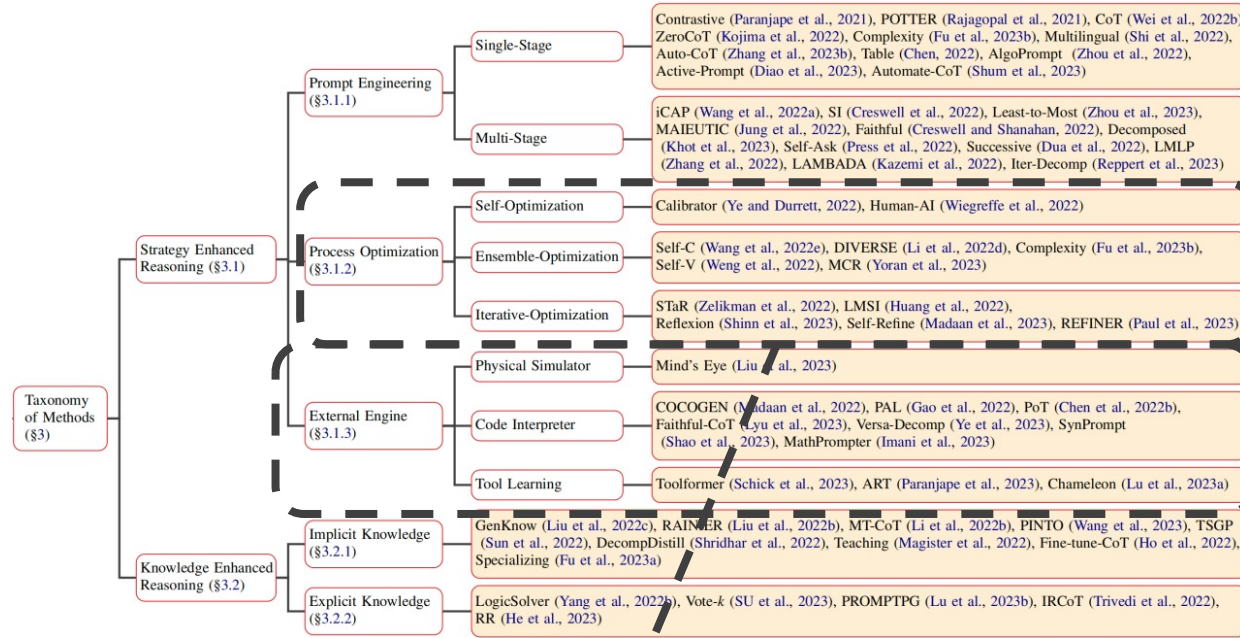 Taxonomy
of Methods
(§3)
Strategy Enhanced
Reasoning (§3.1)
Prompt Engineering
(§3.1.1)
Single-Stage
Contrastive (Paranjape et al., 2021), POTTER (Rajagopal et al., 2021), CoT (Wei et al., 2022b)
ZeroCoT (Kojima et al., 2022), Complexity (Fu et al., 2023b), Multilingual (Shi et al., 2022),
Auto-CoT (Zhang et al., 2023b), Table (Chen, 2022), AlgoPrompt (Zhou et al., 2022),
Active-Prompt (Diao et al., 2023), Automate-CoT (Shum et al., 2023)
Multi-Stage
iCAP (Wang et al., 2022a), SI (Creswell et al., 2022), Least-to-Most (Zhou et al., 2023),
MAIEUTIC (Jung et al., 2022), Faithful (Creswell and Shanahan, 2022), Decomposed
(Khot et al., 2023), Self-Ask (Press et al., 2022), Successive (Dua et al., 2022), LMLP
(Zhang et al., 2022), LAMBADA (Kazemi et al., 2022), Iter-Decomp (Reppert et al., 2023)
Process Optimization
(§3.1.2)
Self-Optimization
Calibrator (Ye and Durrett, 2022), Human-AI (Wiegreffe et al., 2022)
Ensemble-Optimization
Self-C (Wang et al., 2022e), DIVERSE (Li et al., 2022d), Complexity (Fu et al., 2023b),
Self-V (Weng et al., 2022), MCR (Yoran et al., 2023)
Iterative-Optimization
STaR (Zelikman et al., 2022), LMSI (Huang et al., 2022),
Reflexion (Shinn et al., 2023), Self-Refine (Madaan et al., 2023), REFINER (Paul et al., 2023)
External Engine
(§3.1.3)
Physical Simulator
Mind's Eye (Liu et al., 2023)
Code Interpreter
COCOGEN (Madaan et al., 2022), PAL (Gao et al., 2022), PoT (Chen et al., 2022b),
Faithful-CoT (Lyu et al., 2023), Versa-Decomp (Ye et al., 2023), SynPrompt
(Shao et al., 2023), MathPrompter (Imani et al., 2023)
Tool Learning
Toolformer (Schick et al., 2023), ART (Paranjape et al., 2023), Chameleon (Lu et al., 2023a)
Knowledge Enhanced
Reasoning (§3.2)
Implicit Knowledge
(§3.2.1)
GenKnow (Liu et al., 2022c), RAINIER (Liu et al., 2022b), MT-CoT (Li et al., 2022b), PINTO (Wang et al., 2023), TSGP
(Sun et al., 2022), DecompDistill (Shridhar et al., 2022), Teaching (Magister et al., 2022), Fine-tune-CoT (Ho et al., 2022),
Specializing (Fu et al., 2023a)
Explicit Knowledge
(§3.2.2)
LogicSolver (Yang et al., 2022b), Vote-k (SU et al., 2023), PROMPTPG (Lu et al., 2023b), IRCoT (Trivedi et al., 2022),
RR (He et al., 2023)